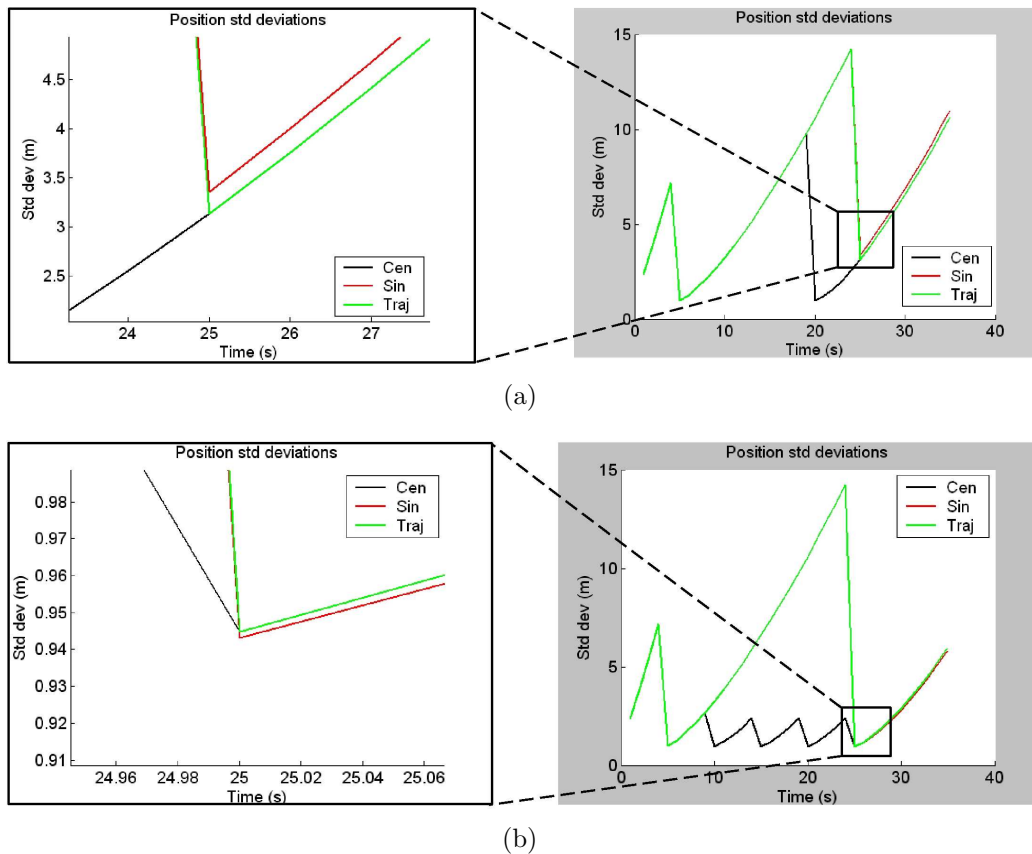 Position std deviations
Std dev (m)
4.5
4
3.5
3
2.5
24
25
26
27
Time (s)
Cen
Sin
Traj
Position std deviations
Std dev (m)
15
10
5
0
0
10
20
30
40
Time (s)
Cen
Sin
Traj
(a)
Position std deviations
Std dev (m)
0.98
0.97
0.96
0.95
0.94
0.93
0.92
0.91
24.96
24.98
25
25.02
25.04
25.06
Time (s)
Cen
Sin
Traj
Position std deviations
Std dev (m)
15
10
5
0
0
10
20
30
40
Time (s)
Cen
Sin
Traj
(b)